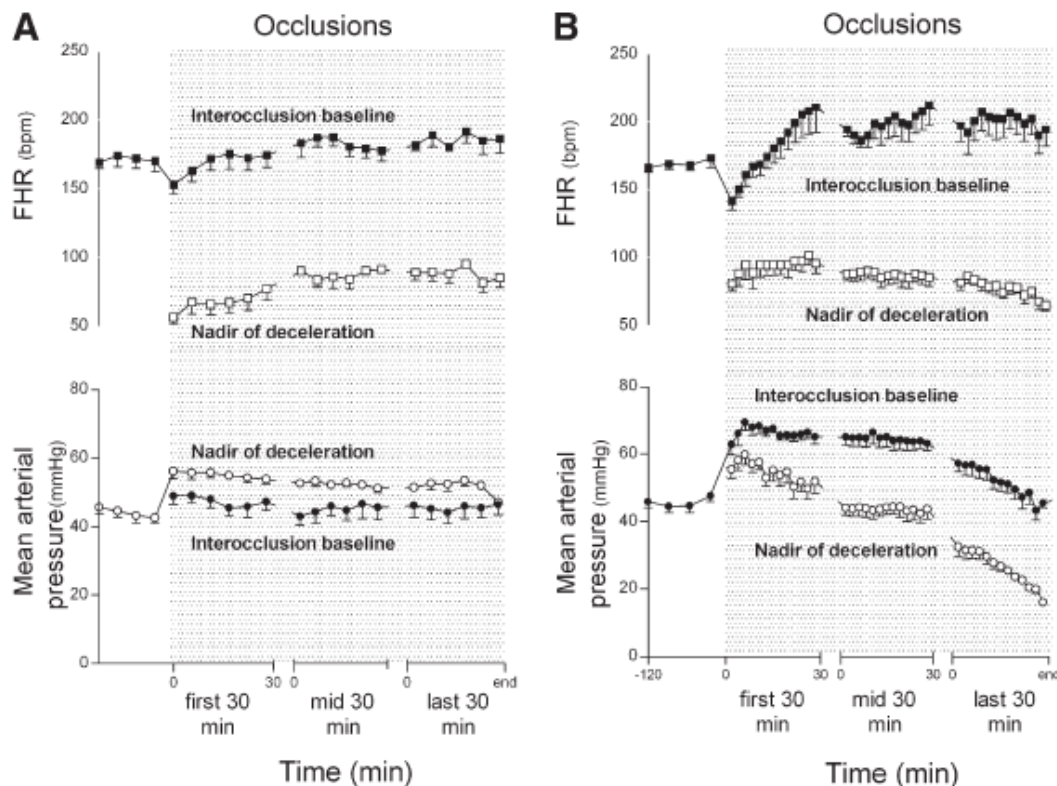 A
Occlusions
250
200
150
100
50
FHR (bpm)
Interocclusion baseline
Nadir of deceleration
80
60
40
20
0
Mean arterial
pressure (mmHg)
Nadir of deceleration
Interocclusion baseline
0
30
0
0
end
first 30
min
mid 30
min
last 30
min
Time (min)
B
Occlusions
250
200
150
100
50
FHR (bpm)
Interocclusion baseline
Nadir of deceleration
80
60
40
20
0
Mean arterial
pressure (mmHg)
Interocclusion baseline
Nadir of deceleration
-120
0
30
0
30
0
end
first 30
min
mid 30
min
last 30
min
Time (min)